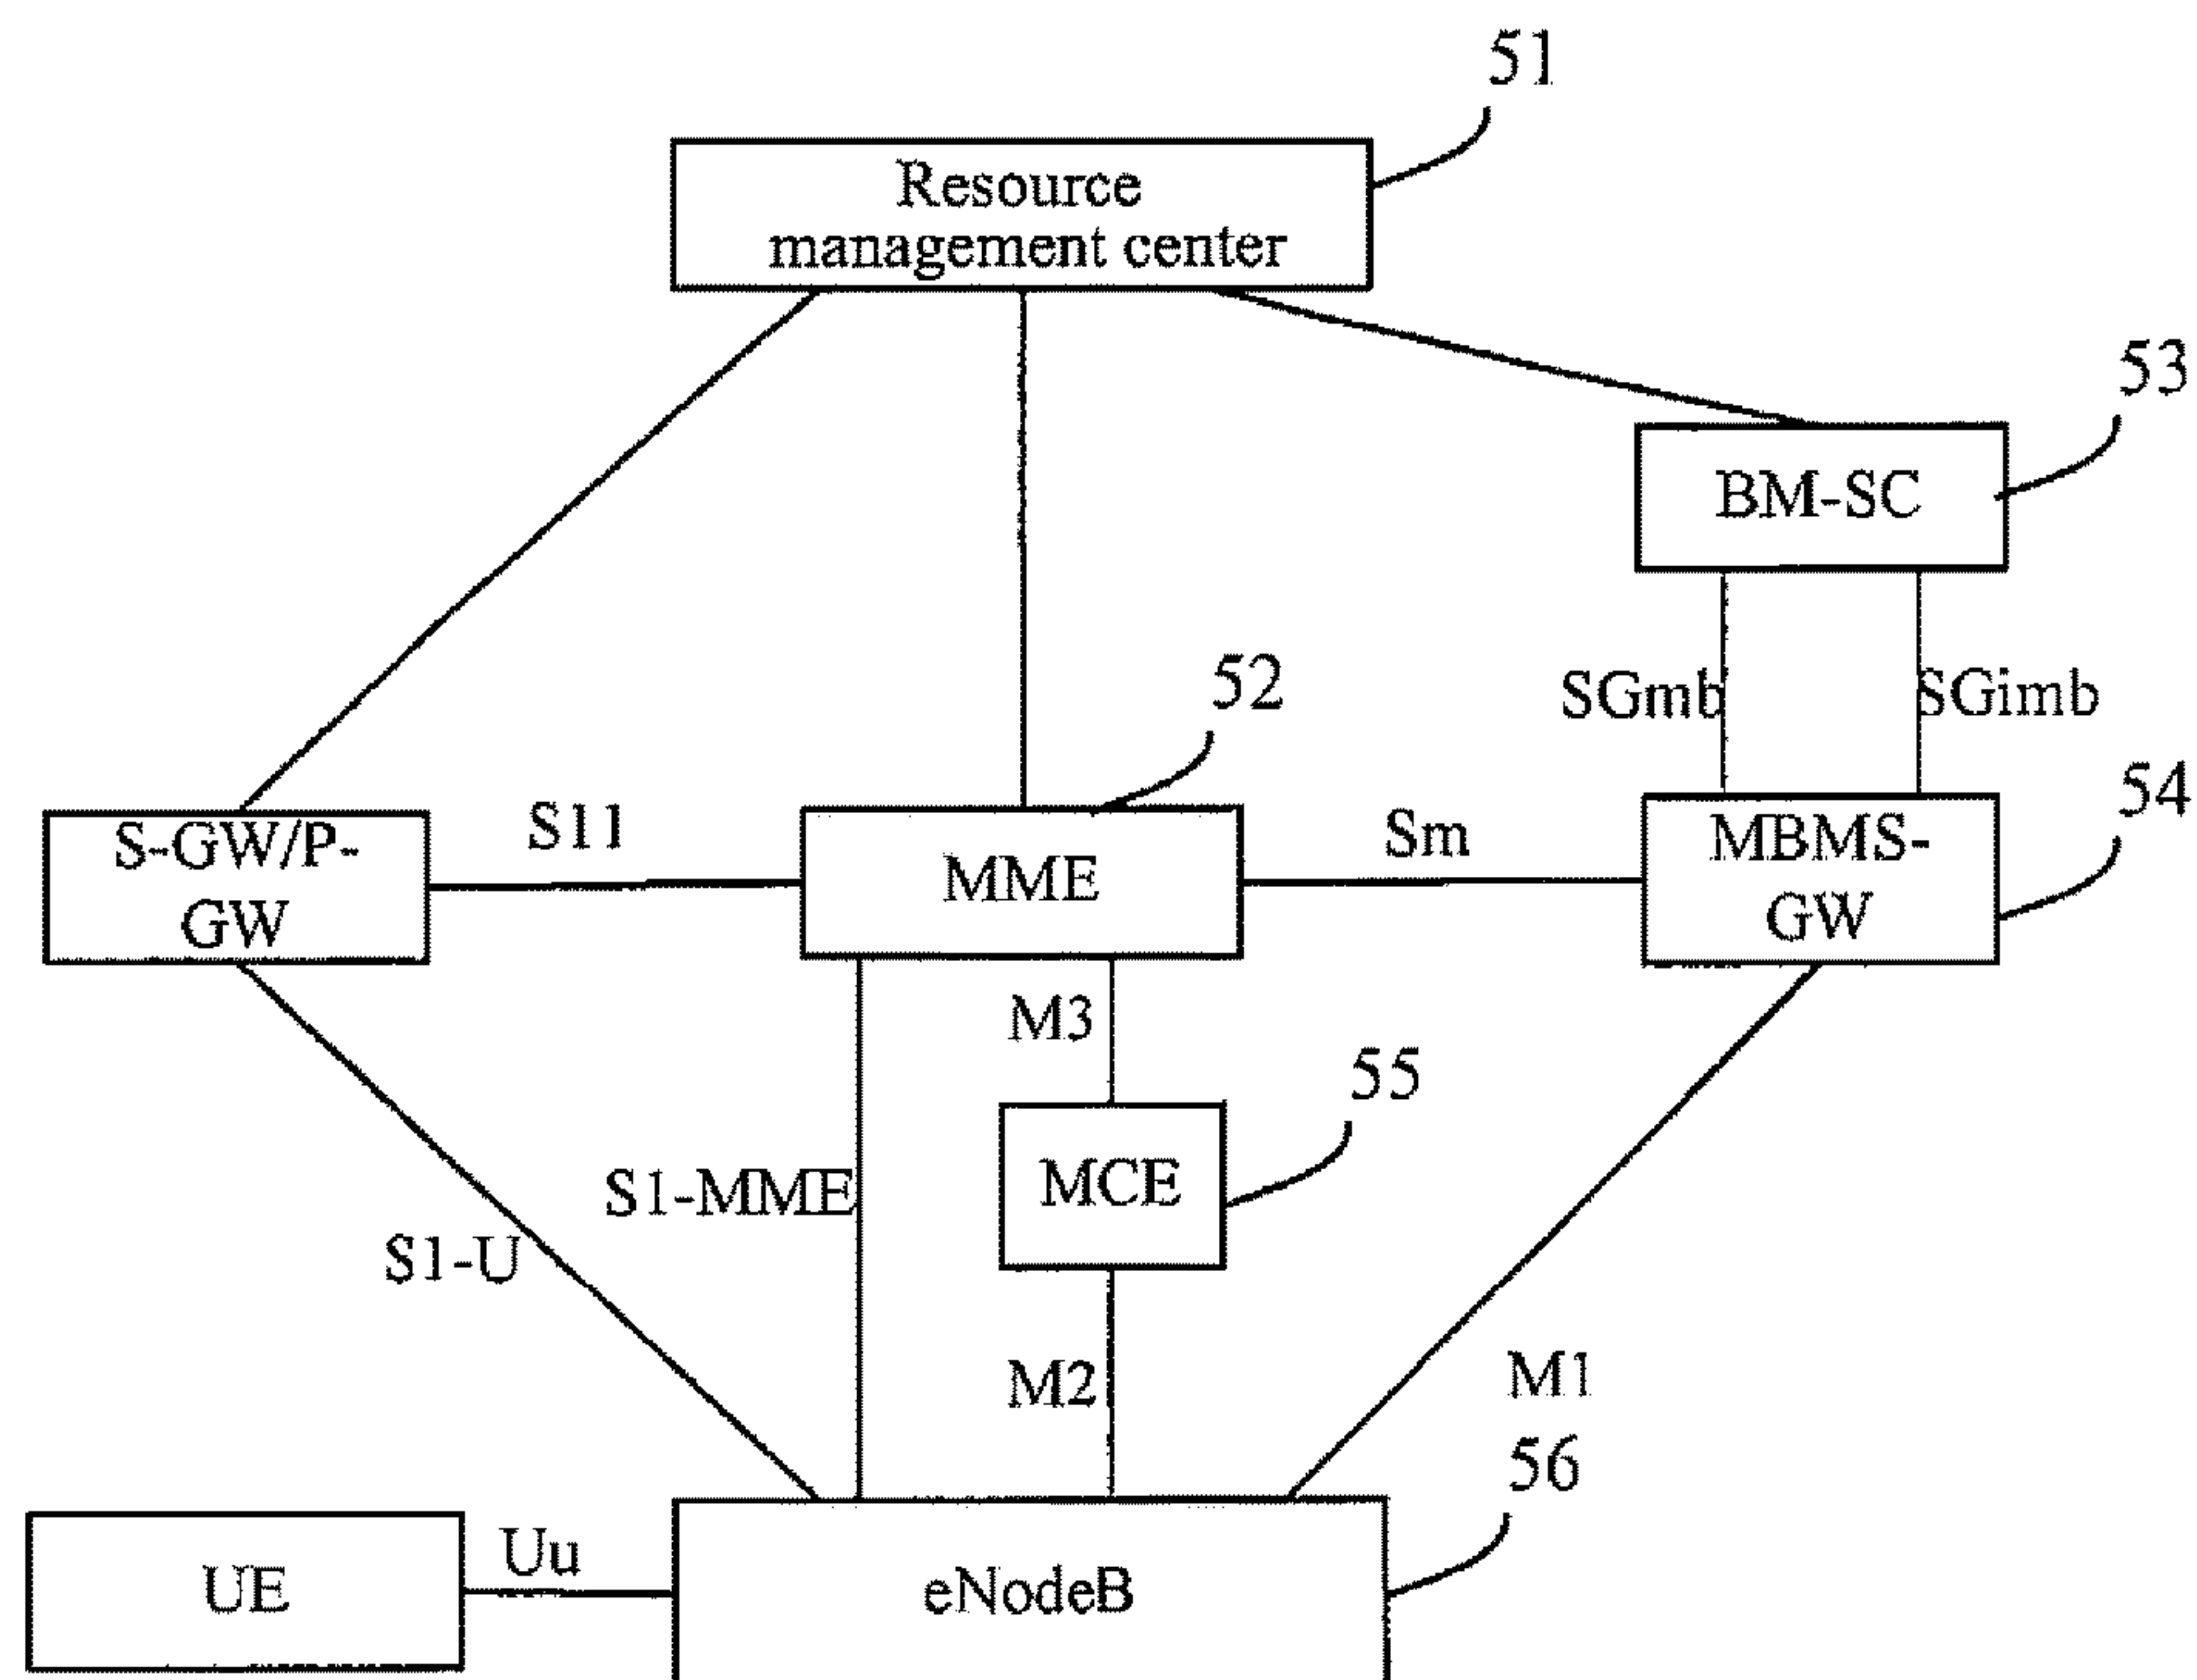 51
Resource
management center
53
BM-SC
52
SGmb
SGimb
54
S-GW/P-
GW
S11
MME
Sm
MBMS-
GW
M3
55
MCE
S1-MME
S1-U
M2
M1
56
UE
Uu
eNodeB